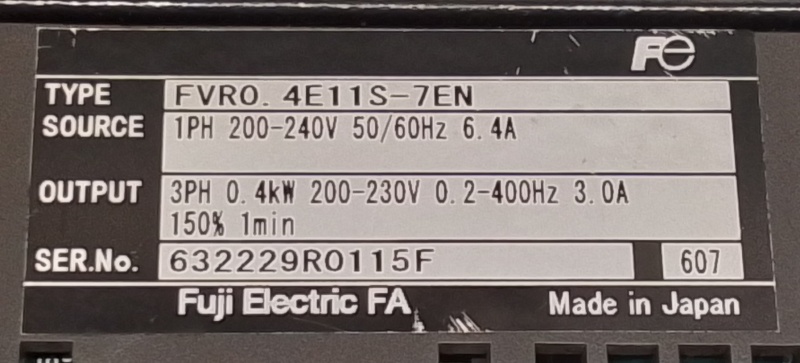 Fe
TYPE FVR0.4E11S-7EN
SOURCE 1PH 200-240V 50/60Hz 6.4A
OUTPUT 3PH 0.4kW 200-230V 0.2-400Hz 3.0A
150% 1min
SER.No. 632229R0115F 607
Fuji Electric FA Made in Japan